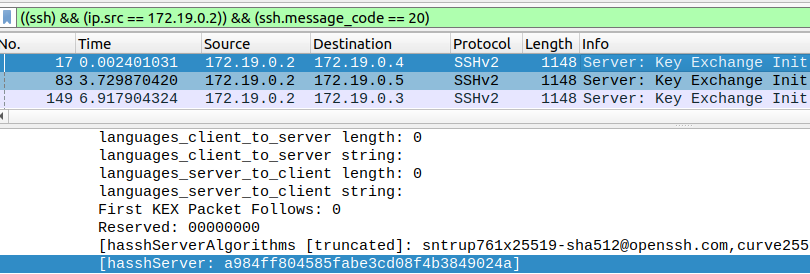 ((ssh) && (ip.src == 172.19.0.2)) && (ssh.message_code == 20)
No. Time Source Destination Protocol Length Info
17 0.002401031 172.19.0.2 172.19.0.4 SSHv2 1148 Server: Key Exchange Init
83 3.729870420 172.19.0.2 172.19.0.5 SSHv2 1148 Server: Key Exchange Init
149 6.917904324 172.19.0.2 172.19.0.3 SSHv2 1148 Server: Key Exchange Init
languages_client_to_server length: 0
languages_client_to_server string:
languages_server_to_client length: 0
languages_server_to_client string:
First KEX Packet Follows: 0
Reserved: 00000000
[hasshServerAlgorithms [truncated]: sntrup761x25519-sha512@openssh.com,curve255
[hasshServer: a984ff804585fabe3cd08f4b3849024a]